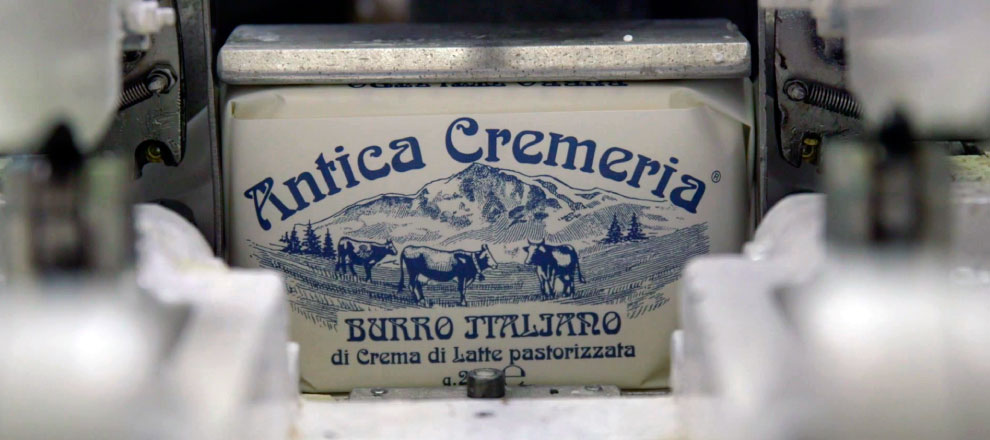 Antica Cremeria®
BURRO ITALIANO
di Crema di Latte pastorizzata